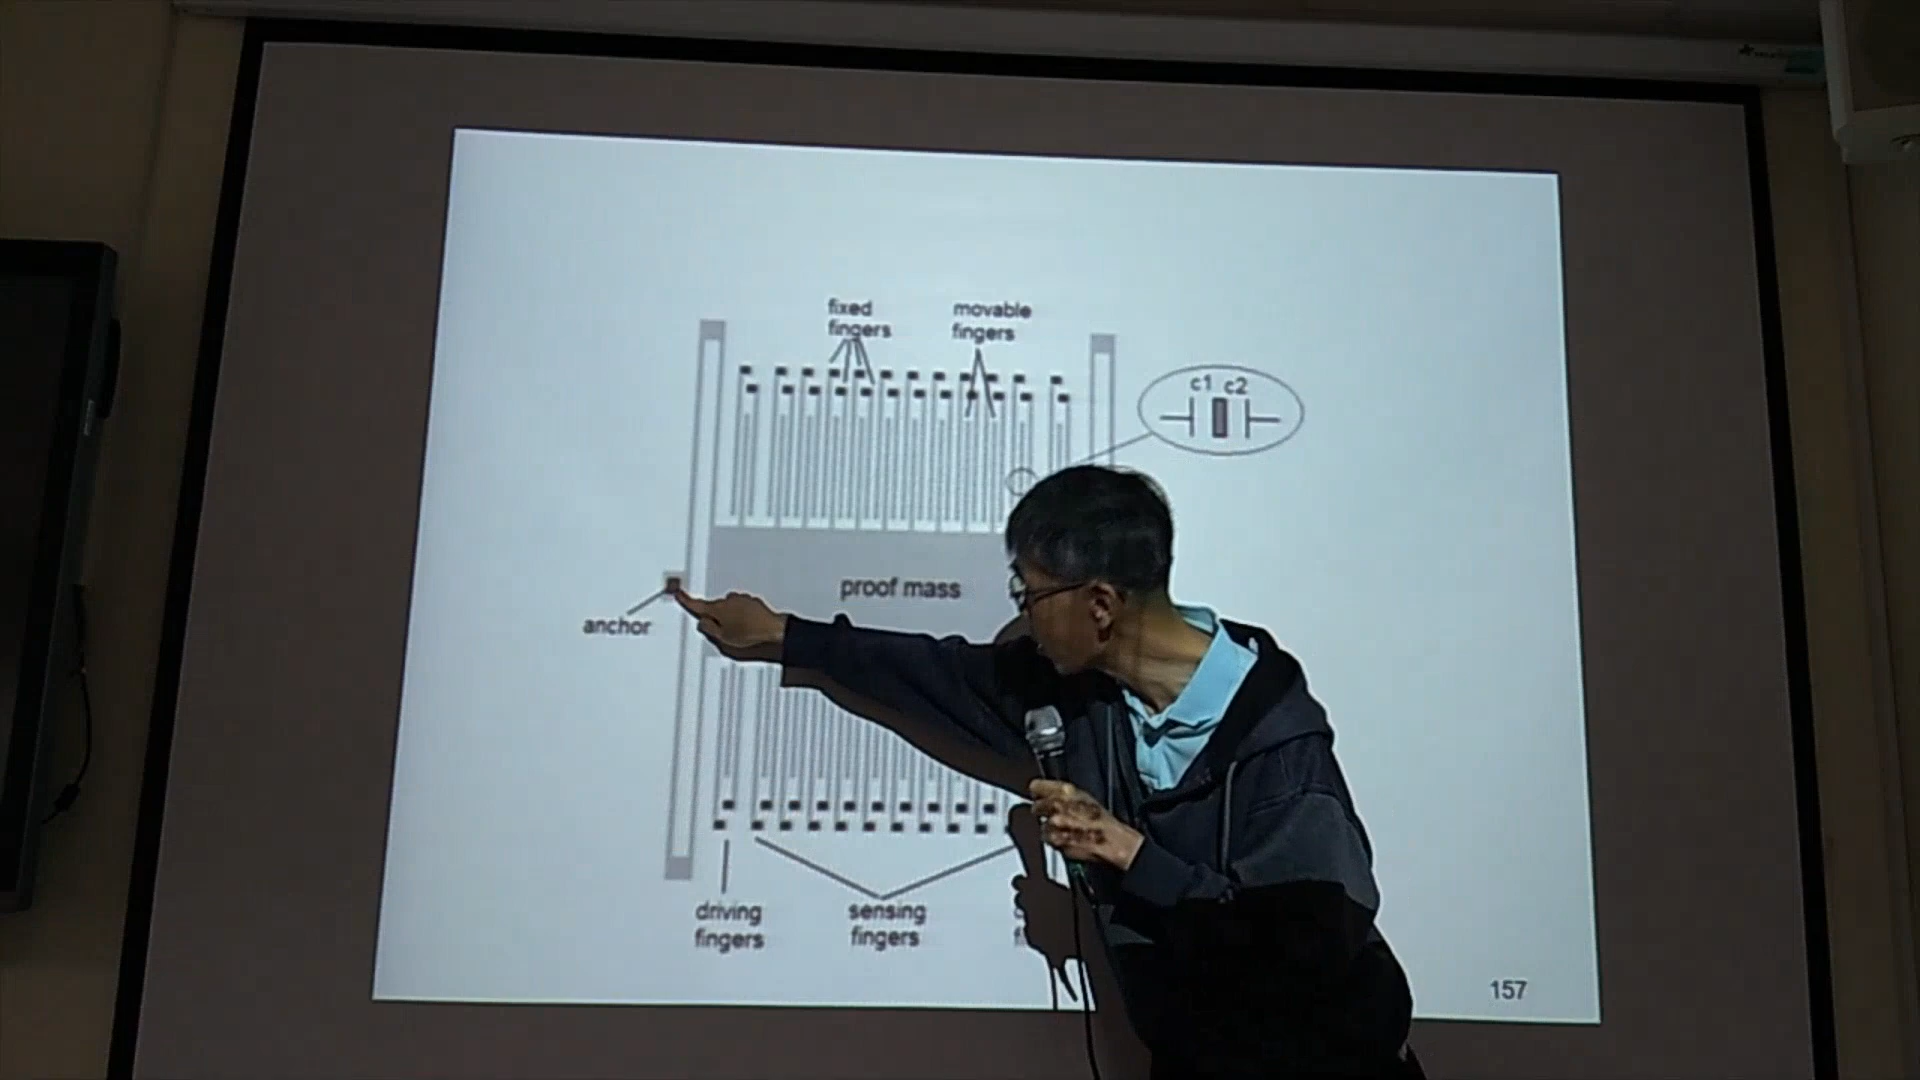 fixed
fingers
movable
fingers
c1 c2
proof mass
anchor
driving
fingers
sensing
fingers
157